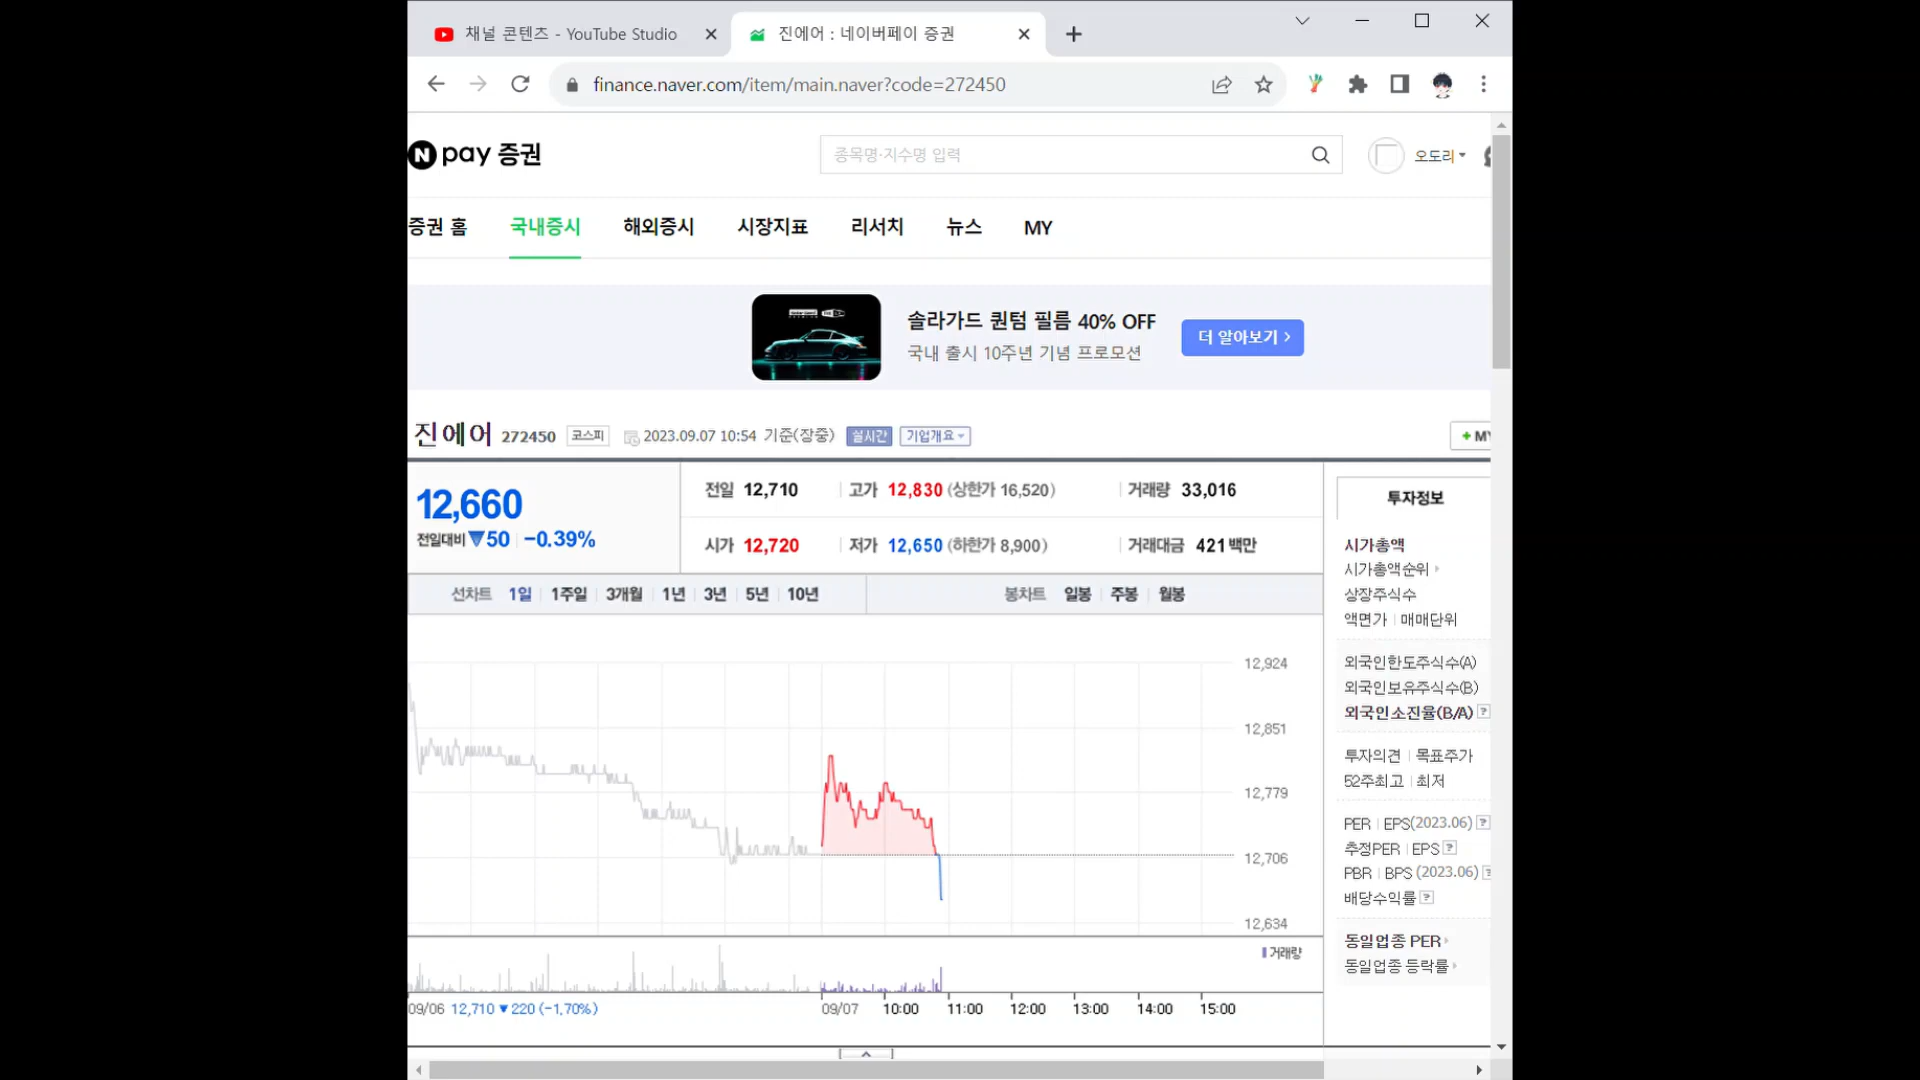 채널 콘텐츠 - YouTube Studio
진에어 : 네이버페이 증권
finance.naver.com/item/main.naver?code=272450
N pay 증권
종목명·지수명 입력
오도리
증권 홈 국내증시 해외증시 시장지표 리서치 뉴스 MY
솔라가드 퀀텀 필름 40% OFF
국내 출시 10주년 기념 프로모션
더 알아보기 >
진에어 272450 코스피 2023.09.07 10:54 기준(장중) 실시간 기업개요
+ MY
12,660
전일대비 ▼50 -0.39%
전일 12,710 고가 12,830 (상한가 16,520) 거래량 33,016
시가 12,720 저가 12,650 (하한가 8,900) 거래대금 421 백만
선차트 1일 1주일 3개월 1년 3년 5년 10년 봉차트 일봉 주봉 월봉
12,924
12,851
12,779
12,706
12,634
거래량
09/06 12,710 ▼ 220 (-1.70%)
09/07 10:00 11:00 12:00 13:00 14:00 15:00
투자정보
시가총액
시가총액순위
상장주식수
액면가 매매단위
외국인한도주식수(A)
외국인보유주식수(B)
외국인소진율(B/A) ?
투자의견 목표주가
52주최고 최저
PER EPS(2023.06) ?
추정PER EPS ?
PBR BPS (2023.06) ?
배당수익률 ?
동일업종 PER
동일업종 등락률